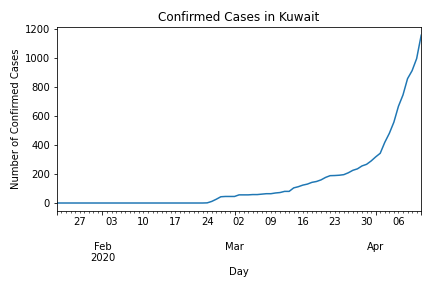 Confirmed Cases in Kuwait
Number of Confirmed Cases
1200
1000
800
600
400
200
0
27 03 10 17 24 02 09 16 23 30 06
Feb Mar Apr
2020
Day